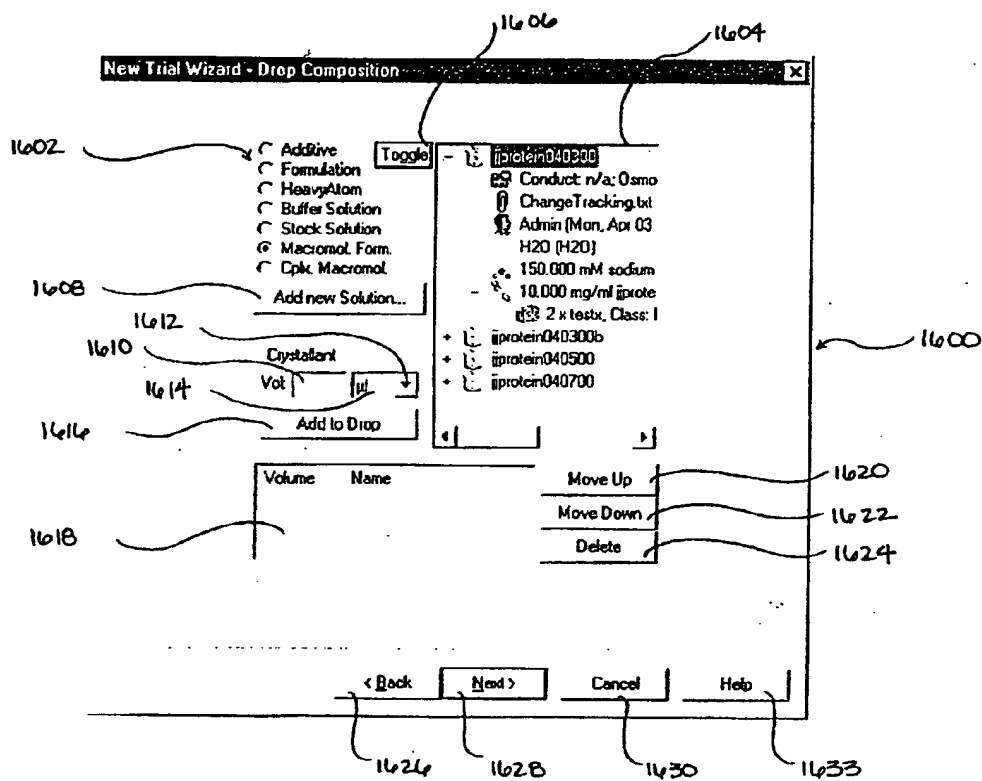 1606
1604
New Trial Wizard - Drop Composition
1602
Additive
Toggle
Formulation
HeavyAtom
Buffer Solution
Stock Solution
Macromol. Form.
Cplx. Macromol.
1608
Add new Solution...
jjprotein040300
Conduct: n/a; Osmo
ChangeTracking.txt
Admin (Mon, Apr 03
H2O (H2O)
150.000 mM sodium
10.000 mg/ml jjprote
2 x testx, Class: I
jjprotein040300b
jjprotein040500
jjprotein040700
1600
1612
1610
Crystallant
Vol: µl
1614
1616
Add to Drop
Volume Name
Move Up
1620
Move Down
1622
1618
Delete
1624
< Back
Next >
Cancel
Help
1626
1628
1630
1633